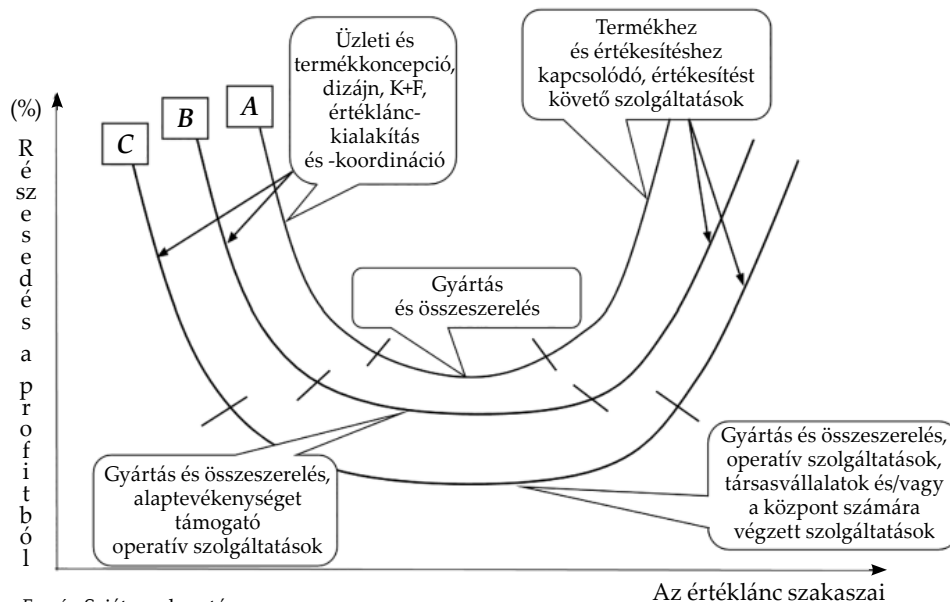 Üzleti és
termékkoncepció,
dizájn, K+F,
értéklánc-
kialakítás
és -koordináció
Termékhez
és értékesítéshez
kapcsolódó, értékesítést
követő szolgáltatások
(%)
Részesedés a profitból
C
B
A
Gyártás
és összeszerelés
Gyártás és összeszerelés,
alaptevékenységet
támogató
operatív szolgáltatások
Gyártás és összeszerelés,
operatív szolgáltatások,
társasvállalatok és/vagy
a központ számára
végzett szolgáltatások
Az értéklánc szakaszai